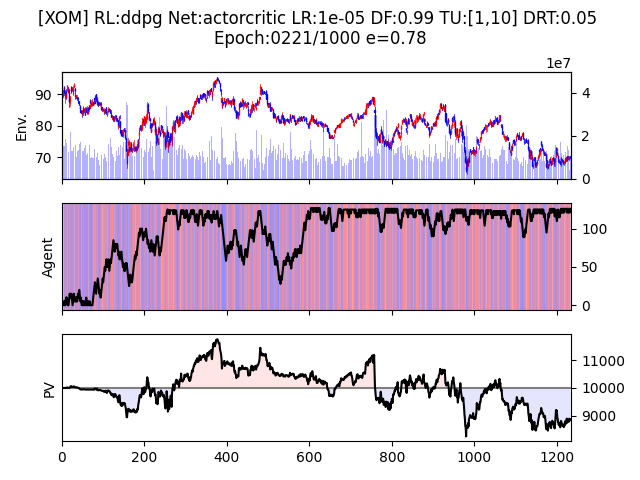 [XOM] RL:ddpg Net:actorcritic LR:1e-05 DF:0.99 TU:[1,10] DRT:0.05
Epoch:0221/1000 e=0.78
1e7
90
80
70
Env.
4
2
0
Agent
100
50
0
PV
11000
10000
9000
0 200 400 600 800 1000 1200